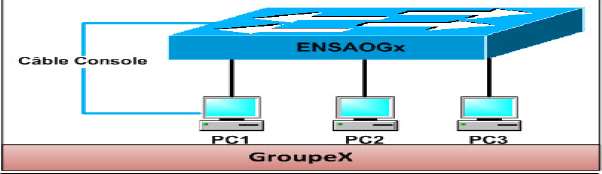 ENSAOGx
Câble Console
PC1 PC2 PC3
GroupeX